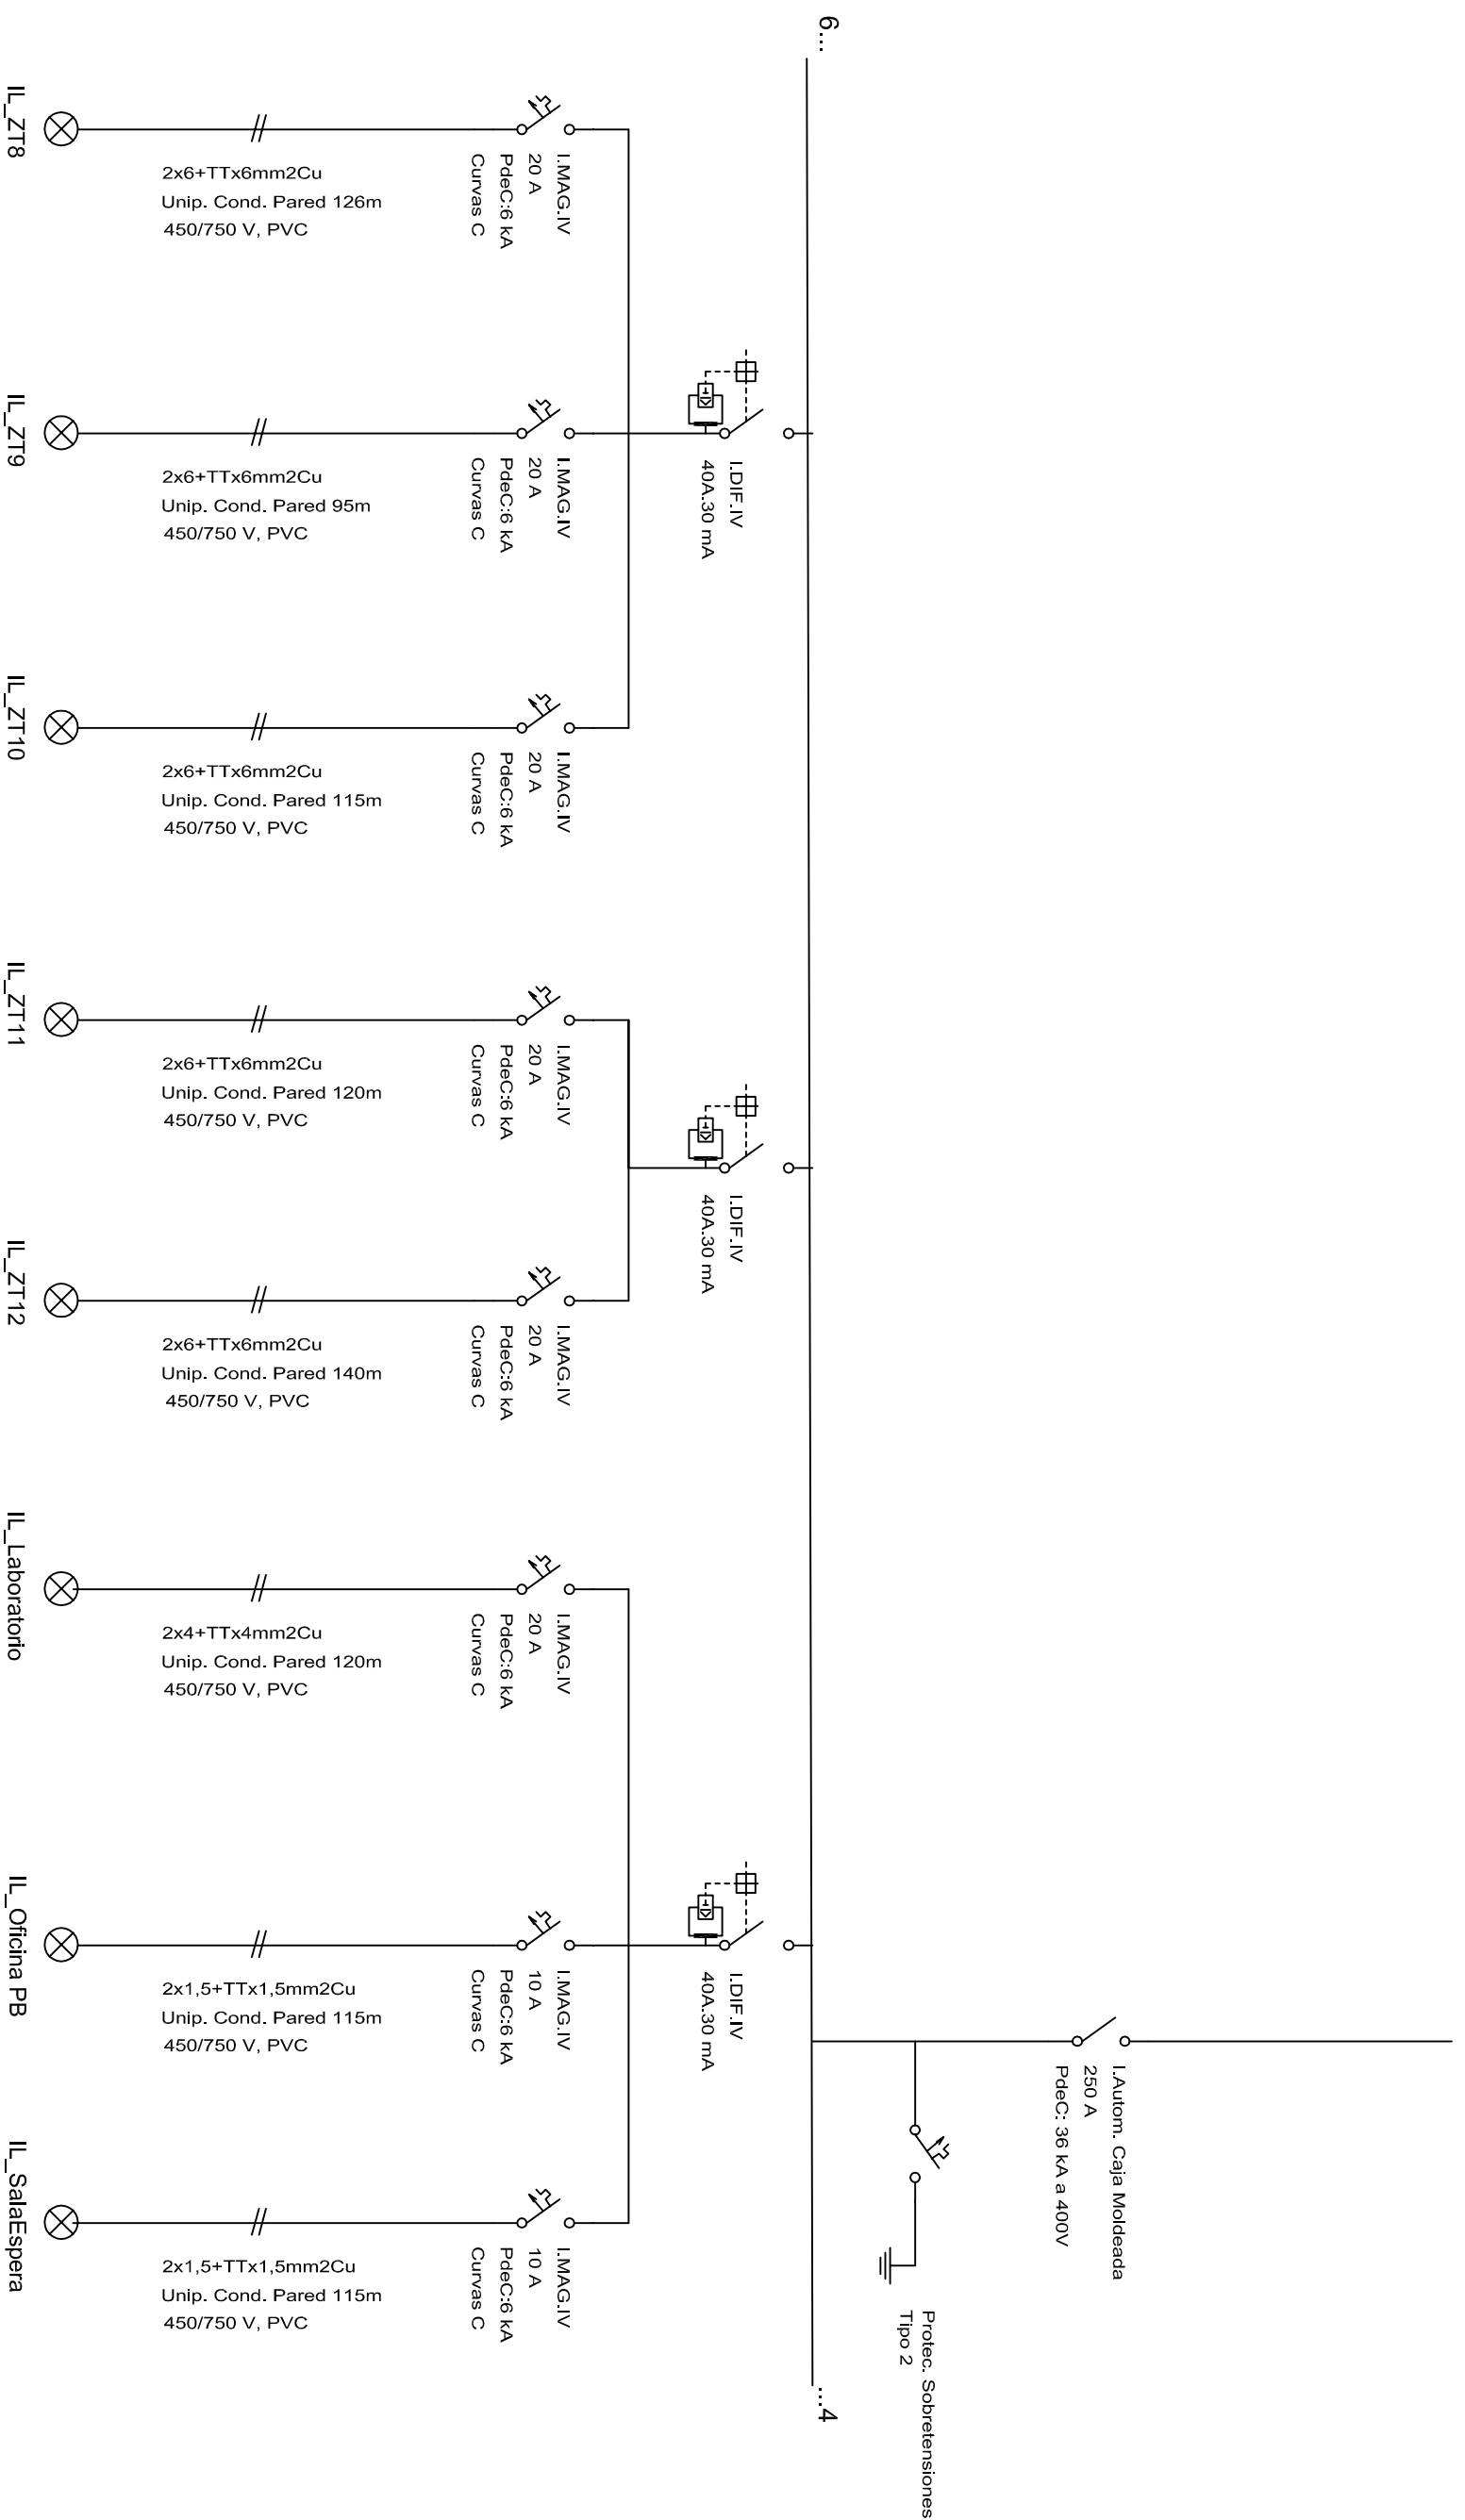 6...
IL_ZT8
2x6+TTx6mm2Cu
Unip. Cond. Pared 126m
450/750 V, PVC
I.MAG.IV
20 A
PdeC:6 kA
Curvas C
I.DIF.IV
40A.30 mA
IL_ZT9
2x6+TTx6mm2Cu
Unip. Cond. Pared 95m
450/750 V, PVC
I.MAG.IV
20 A
PdeC:6 kA
Curvas C
IL_ZT10
2x6+TTx6mm2Cu
Unip. Cond. Pared 115m
450/750 V, PVC
I.MAG.IV
20 A
PdeC:6 kA
Curvas C
IL_ZT11
2x6+TTx6mm2Cu
Unip. Cond. Pared 120m
450/750 V, PVC
I.MAG.IV
20 A
PdeC:6 kA
Curvas C
I.DIF.IV
40A.30 mA
IL_ZT12
2x6+TTx6mm2Cu
Unip. Cond. Pared 140m
450/750 V, PVC
I.MAG.IV
20 A
PdeC:6 kA
Curvas C
IL_Laboratorio
2x4+TTx4mm2Cu
Unip. Cond. Pared 120m
450/750 V, PVC
I.MAG.IV
20 A
PdeC:6 kA
Curvas C
IL_Oficina PB
2x1,5+TTx1,5mm2Cu
Unip. Cond. Pared 115m
450/750 V, PVC
I.MAG.IV
10 A
PdeC:6 kA
Curvas C
I.DIF.IV
40A.30 mA
I.Autom. Caja Moldeada
250 A
PdeC: 36 kA a 400V
IL_SalaEspera
2x1,5+TTx1,5mm2Cu
Unip. Cond. Pared 115m
450/750 V, PVC
I.MAG.IV
10 A
PdeC:6 kA
Curvas C
Protec. Sobretensiones
Tipo 2
...4